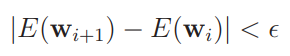 |E(w_{i+1}) − E(w_i)| < ϵ